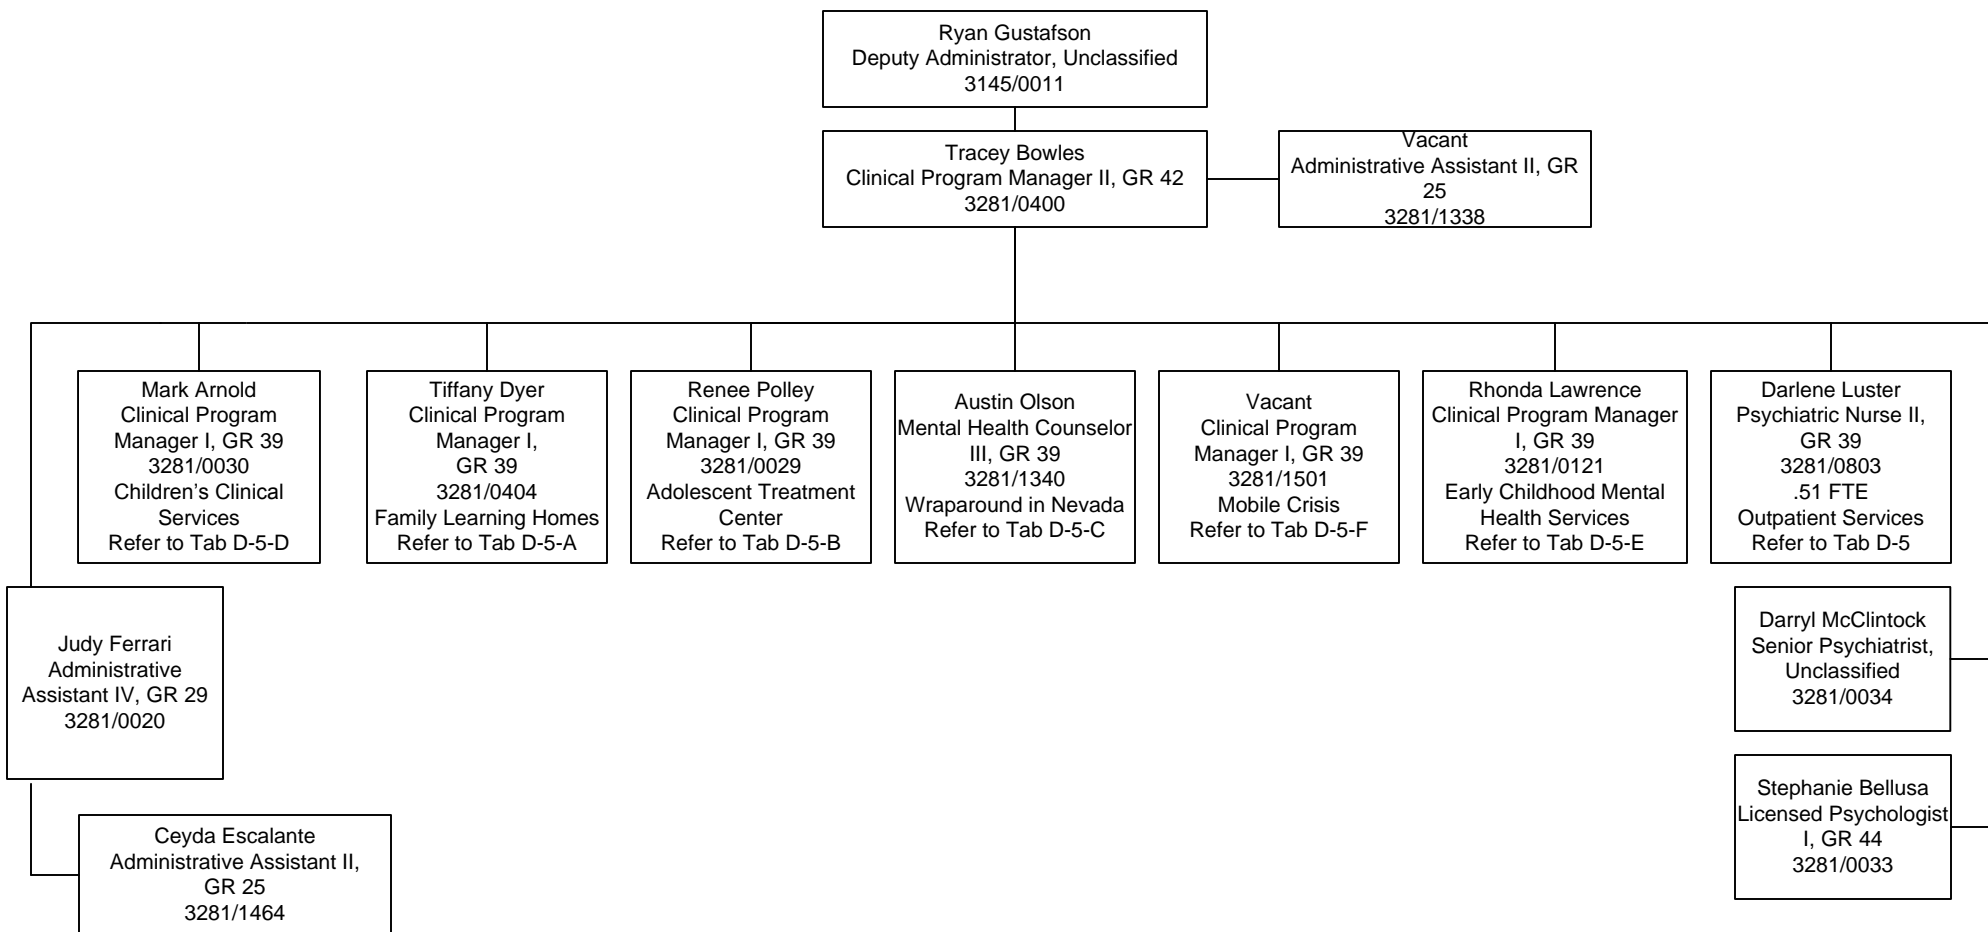 Ryan Gustafson
Deputy Administrator, Unclassified
3145/0011
Tracey Bowles
Clinical Program Manager II, GR 42
3281/0400
Vacant
Administrative Assistant II, GR
25
3281/1338
Mark Arnold
Clinical Program
Manager I, GR 39
3281/0030
Children’s Clinical
Services
Refer to Tab D-5-D
Tiffany Dyer
Clinical Program
Manager I,
GR 39
3281/0404
Family Learning Homes
Refer to Tab D-5-A
Renee Polley
Clinical Program
Manager I, GR 39
3281/0029
Adolescent Treatment
Center
Refer to Tab D-5-B
Austin Olson
Mental Health Counselor
III, GR 39
3281/1340
Wraparound in Nevada
Refer to Tab D-5-C
Vacant
Clinical Program
Manager I, GR 39
3281/1501
Mobile Crisis
Refer to Tab D-5-F
Rhonda Lawrence
Clinical Program Manager
I, GR 39
3281/0121
Early Childhood Mental
Health Services
Refer to Tab D-5-E
Darlene Luster
Psychiatric Nurse II,
GR 39
3281/0803
.51 FTE
Outpatient Services
Refer to Tab D-5
Judy Ferrari
Administrative
Assistant IV, GR 29
3281/0020
Darryl McClintock
Senior Psychiatrist,
Unclassified
3281/0034
Stephanie Bellusa
Licensed Psychologist
I, GR 44
3281/0033
Ceyda Escalante
Administrative Assistant II,
GR 25
3281/1464